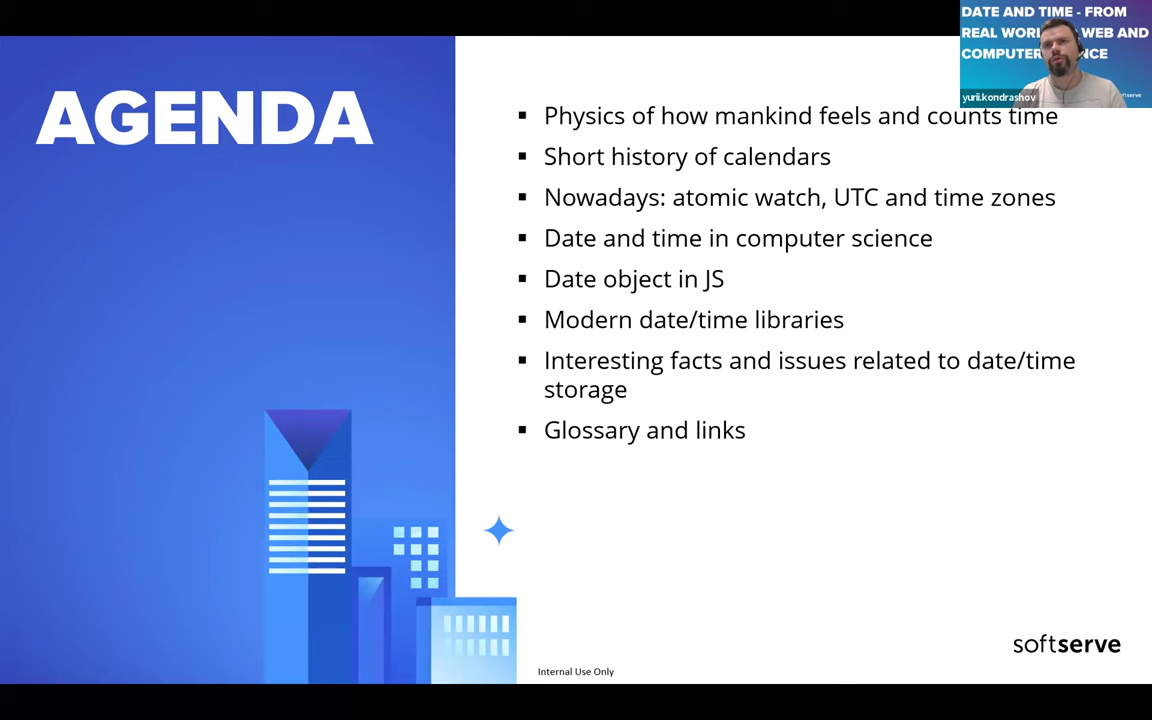 AGENDA
▪ Physics of how mankind feels and counts time
▪ Short history of calendars
▪ Nowadays: atomic watch, UTC and time zones
▪ Date and time in computer science
▪ Date object in JS
▪ Modern date/time libraries
▪ Interesting facts and issues related to date/time
storage
▪ Glossary and links
softserve
Internal Use Only
DATE AND TIME - FROM
REAL WEB AND
COMPUTER
yurii.kondrashov